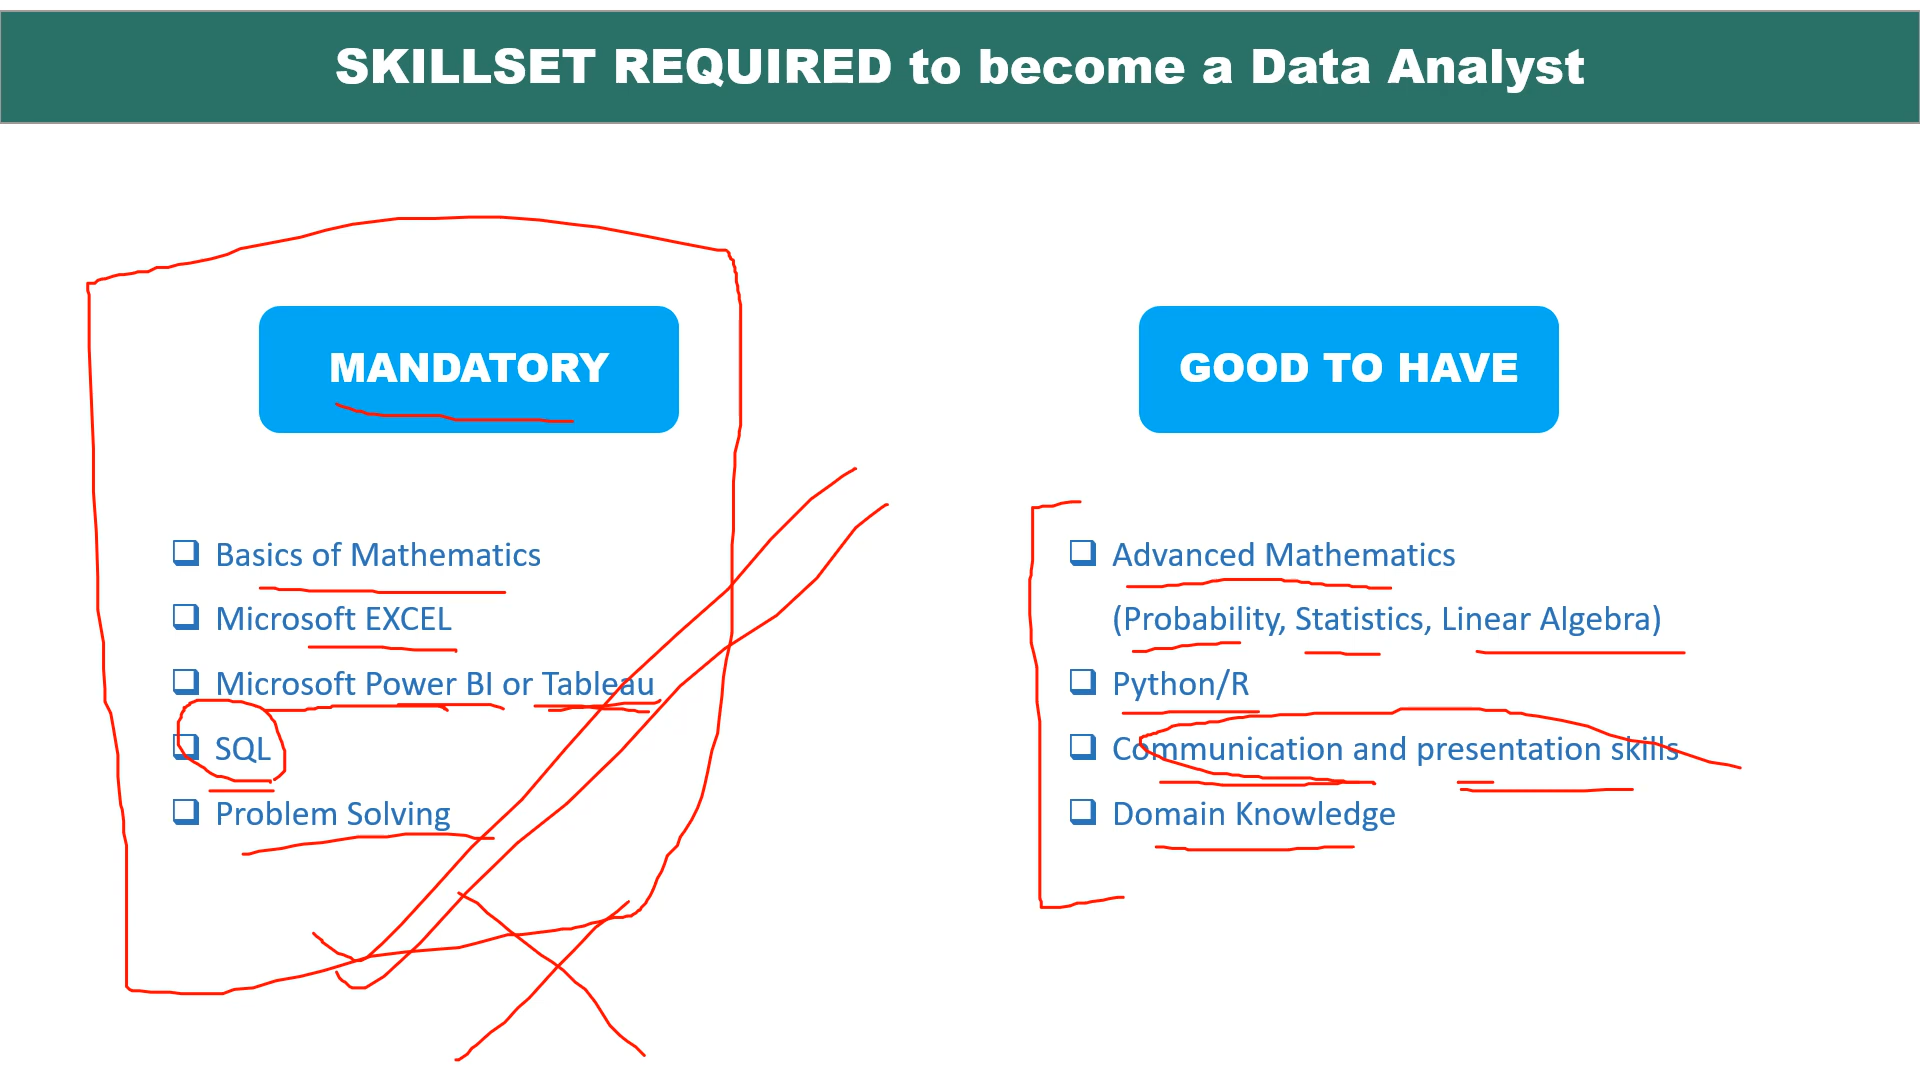 SKILLSET REQUIRED to become a Data Analyst
MANDATORY
Basics of Mathematics
Microsoft EXCEL
Microsoft Power BI or Tableau
SQL
Problem Solving
GOOD TO HAVE
Advanced Mathematics
(Probability, Statistics, Linear Algebra)
Python/R
Communication and presentation skills
Domain Knowledge